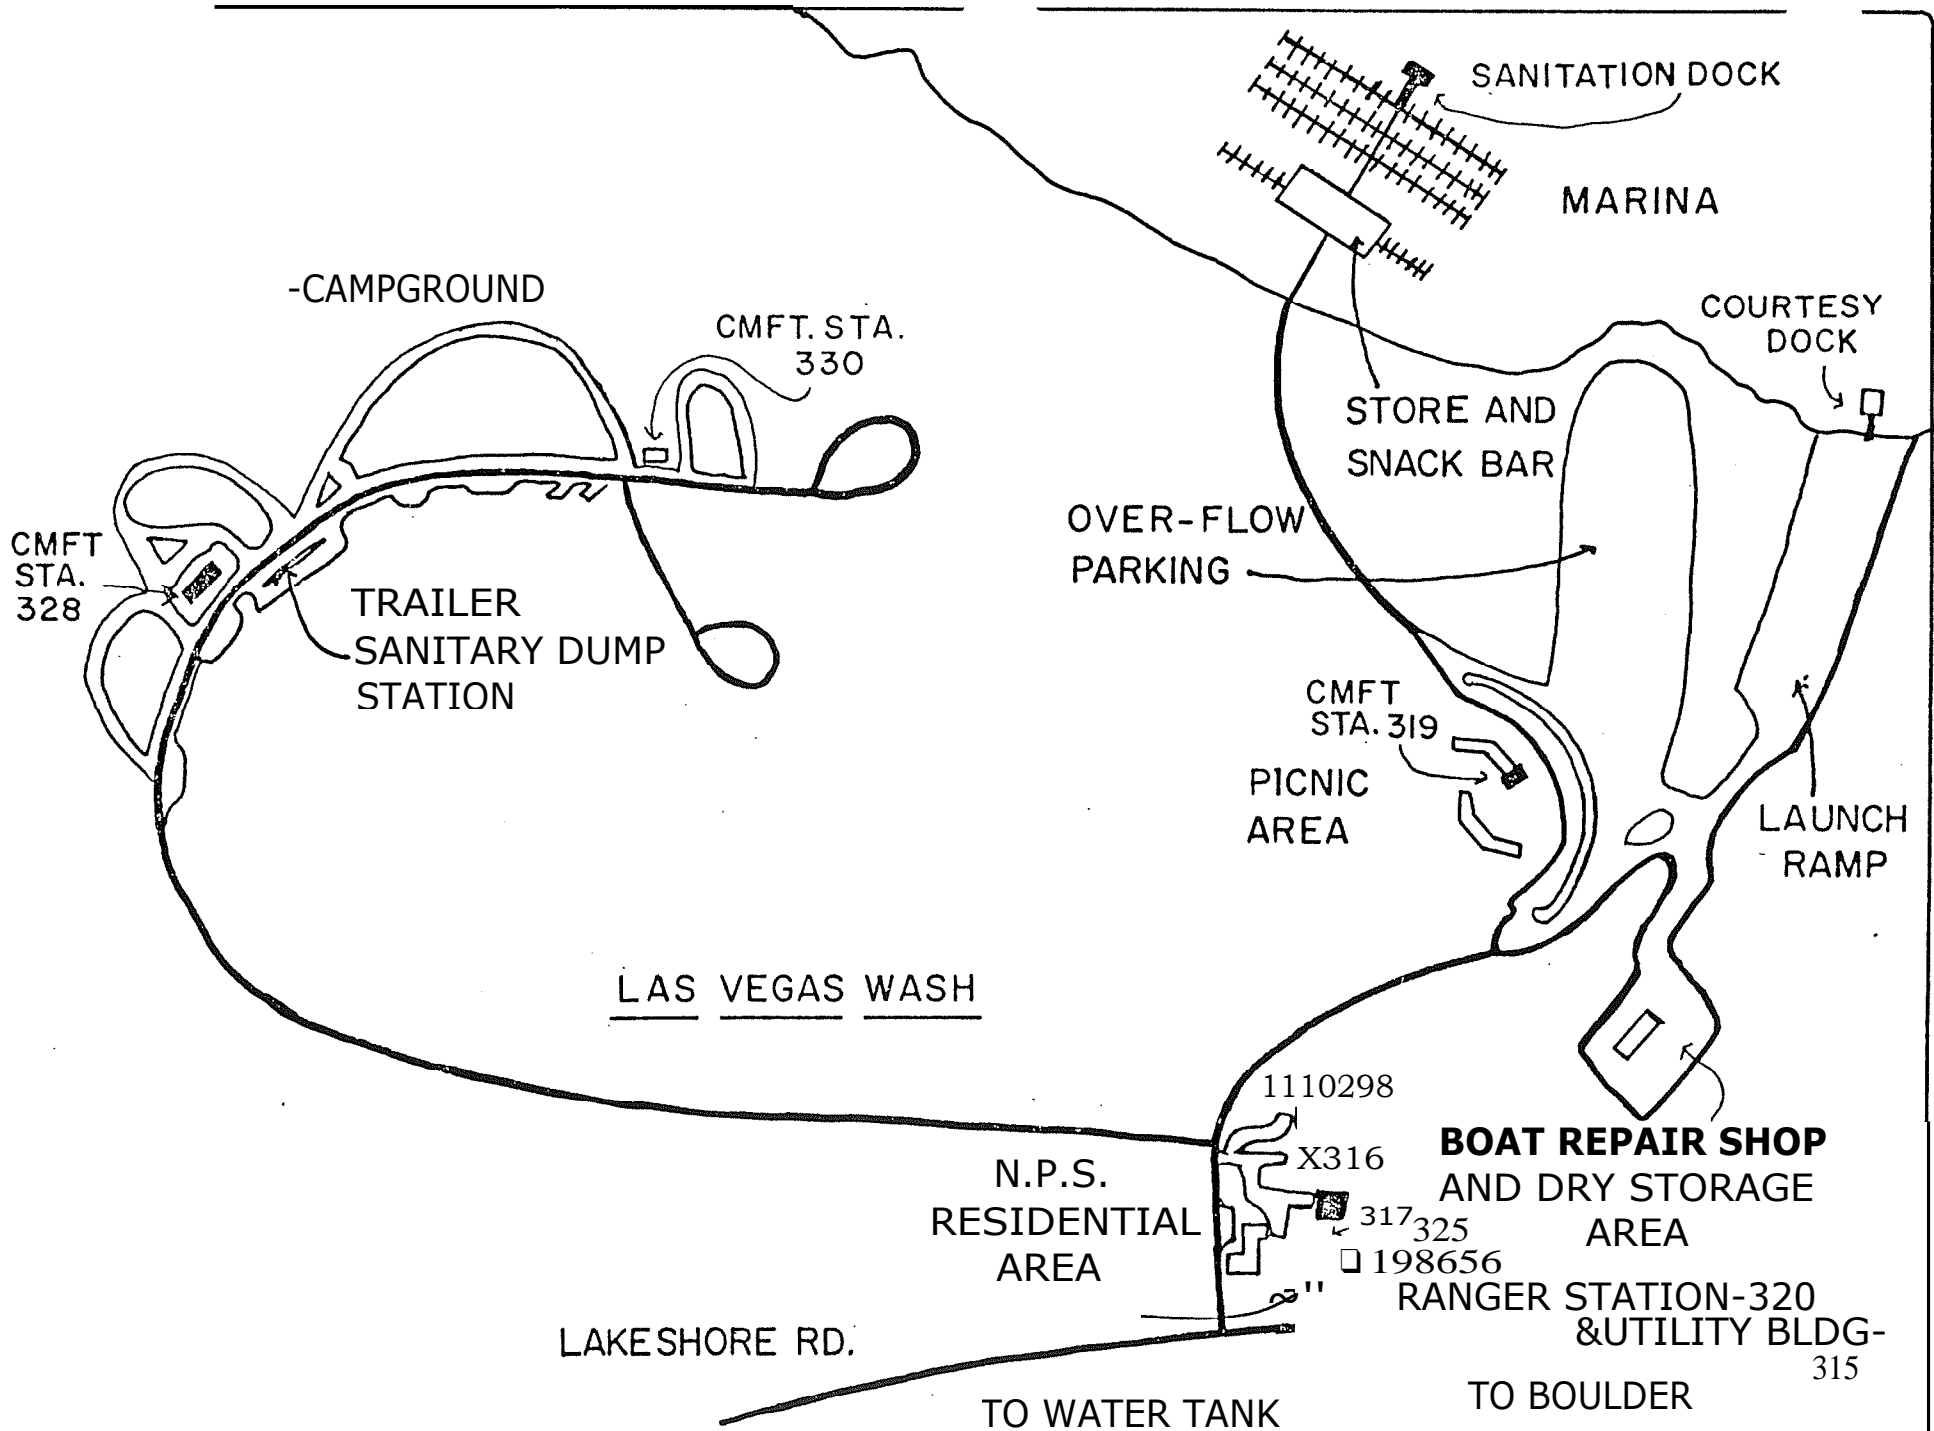 SANITATION DOCK
MARINA
-CAMPGROUND
CMFT. STA.
330
COURTESY
DOCK
STORE AND
SNACK BAR
OVER-FLOW
PARKING
CMFT
STA.
328
TRAILER
SANITARY DUMP
STATION
CMFT
STA. 319
PICNIC
AREA
LAUNCH
RAMP
LAS VEGAS WASH
1110298
X316
N.P.S.
RESIDENTIAL
AREA
317
325
❑ 198656
BOAT REPAIR SHOP
AND DRY STORAGE
AREA
RANGER STATION-320
&UTILITY BLDG-
315
LAKESHORE RD.
TO WATER TANK
TO BOULDER